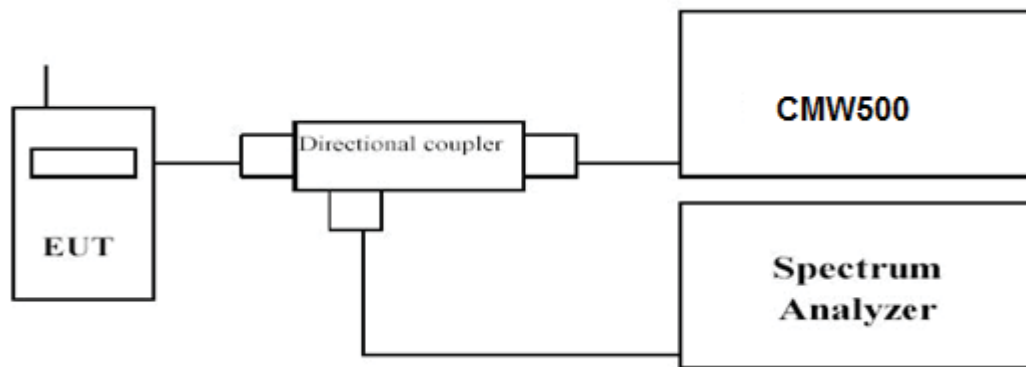 EUT
Directional coupler
CMW500
Spectrum
Analyzer